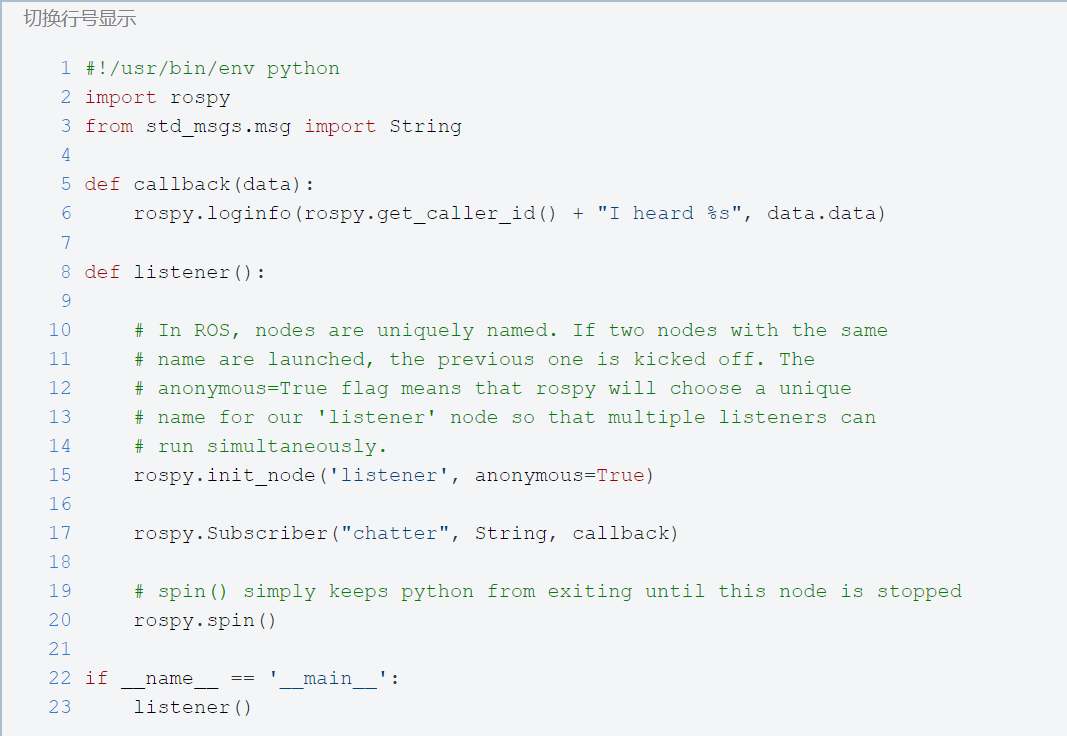 切换行号显示
1 #!/usr/bin/env python
2 import rospy
3 from std_msgs.msg import String
4
5 def callback(data):
6     rospy.loginfo(rospy.get_caller_id() + "I heard %s", data.data)
7
8 def listener():
9
10     # In ROS, nodes are uniquely named. If two nodes with the same
11     # name are launched, the previous one is kicked off. The
12     # anonymous=True flag means that rospy will choose a unique
13     # name for our 'listener' node so that multiple listeners can
14     # run simultaneously.
15     rospy.init_node('listener', anonymous=True)
16
17     rospy.Subscriber("chatter", String, callback)
18
19     # spin() simply keeps python from exiting until this node is stopped
20     rospy.spin()
21
22 if __name__ == '__main__':
23     listener()